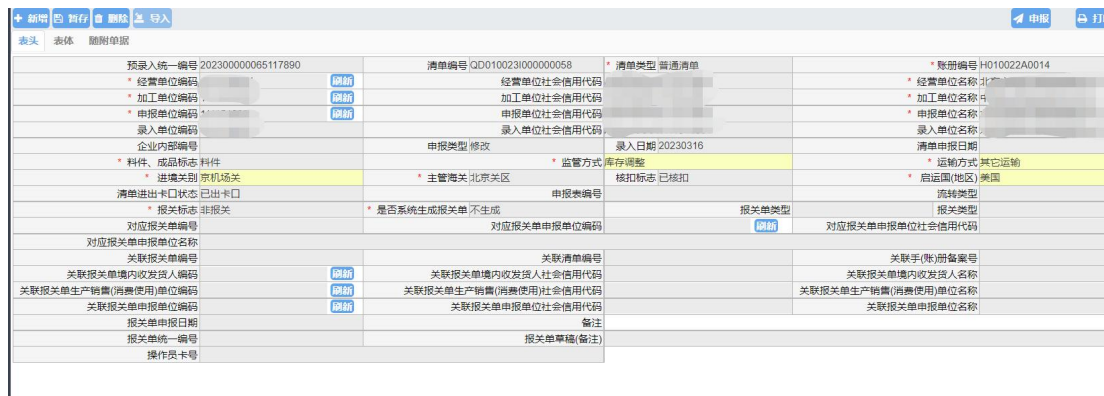 新增 暂存 删除 导入 申报
表头 表体 随附单据
预录入统一编号 202300000065117890 清单编号 QD010023I000000058 * 清单类型 普通清单 * 账册编号 H010022A0014
* 经营单位编码 刷新 经营单位社会信用代码 * 经营单位名称
* 加工单位编码 刷新 加工单位社会信用代码 * 加工单位名称
* 申报单位编码 刷新 申报单位社会信用代码 * 申报单位名称
录入单位编码 录入单位社会信用代码 录入单位名称
企业内部编号 申报类型 修改 录入日期 20230316 清单申报日期
* 料件、成品标志 料件 * 监管方式 库存调整 * 运输方式 其它运输
* 进境关别 京机场关 * 主管海关 北京关区 核扣标志 已核扣 * 启运国(地区) 美国
清单进出卡口状态 已出卡口 申报表编号 流转类型
* 报关标志 非报关 * 是否系统生成报关单 不生成 报关单类型 报关类型
对应报关单编号 对应报关单申报单位编码 刷新 对应报关单申报单位社会信用代码
对应报关单申报单位名称
关联报关单编号 关联清单编号 关联手(账)册备案号
关联报关单境内收发货人编码 刷新 关联报关单境内收发货人社会信用代码 关联报关单境内收发货人名称
关联报关单生产销售(消费使用)单位编码 刷新 关联报关单生产销售(消费使用)社会信用代码 关联报关单生产销售(消费使用)单位名称
关联报关单申报单位编码 刷新 关联报关单申报单位社会信用代码 关联报关单申报单位名称
报关单申报日期 备注
报关单统一编号 报关单草稿(备注)
操作员卡号